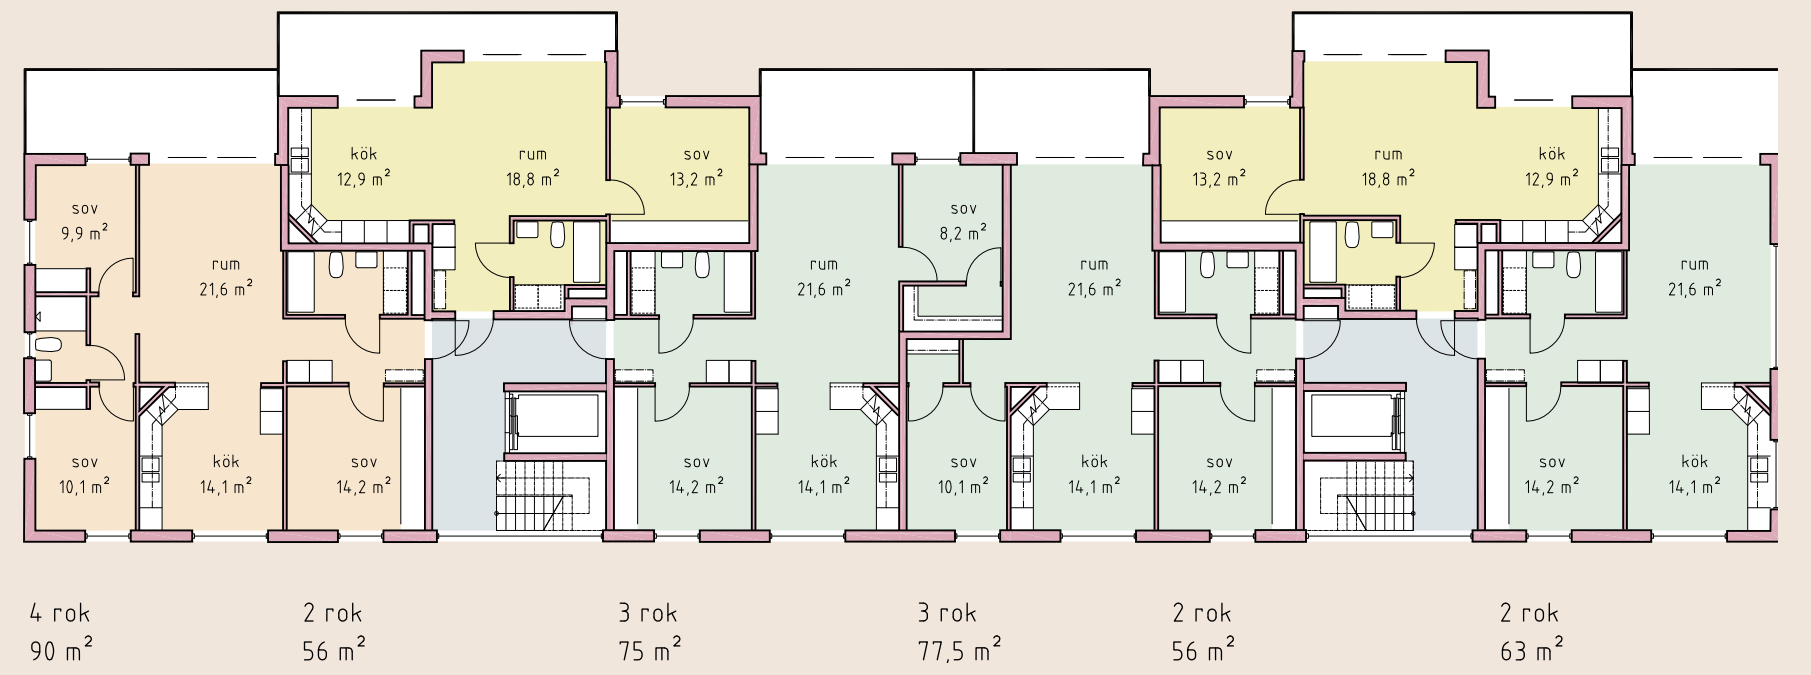 kök
12,9 m²
rum
18,8 m²
sov
13,2 m²
sov
13,2 m²
rum
18,8 m²
kök
12,9 m²
sov
9,9 m²
rum
21,6 m²
rum
21,6 m²
sov
8,2 m²
rum
21,6 m²
rum
21,6 m²
sov
10,1 m²
kök
14,1 m²
sov
14,2 m²
sov
14,2 m²
kök
14,1 m²
sov
10,1 m²
kök
14,1 m²
sov
14,2 m²
sov
14,2 m²
kök
14,1 m²
4 rok
90 m²
2 rok
56 m²
3 rok
75 m²
3 rok
77,5 m²
2 rok
56 m²
2 rok
63 m²